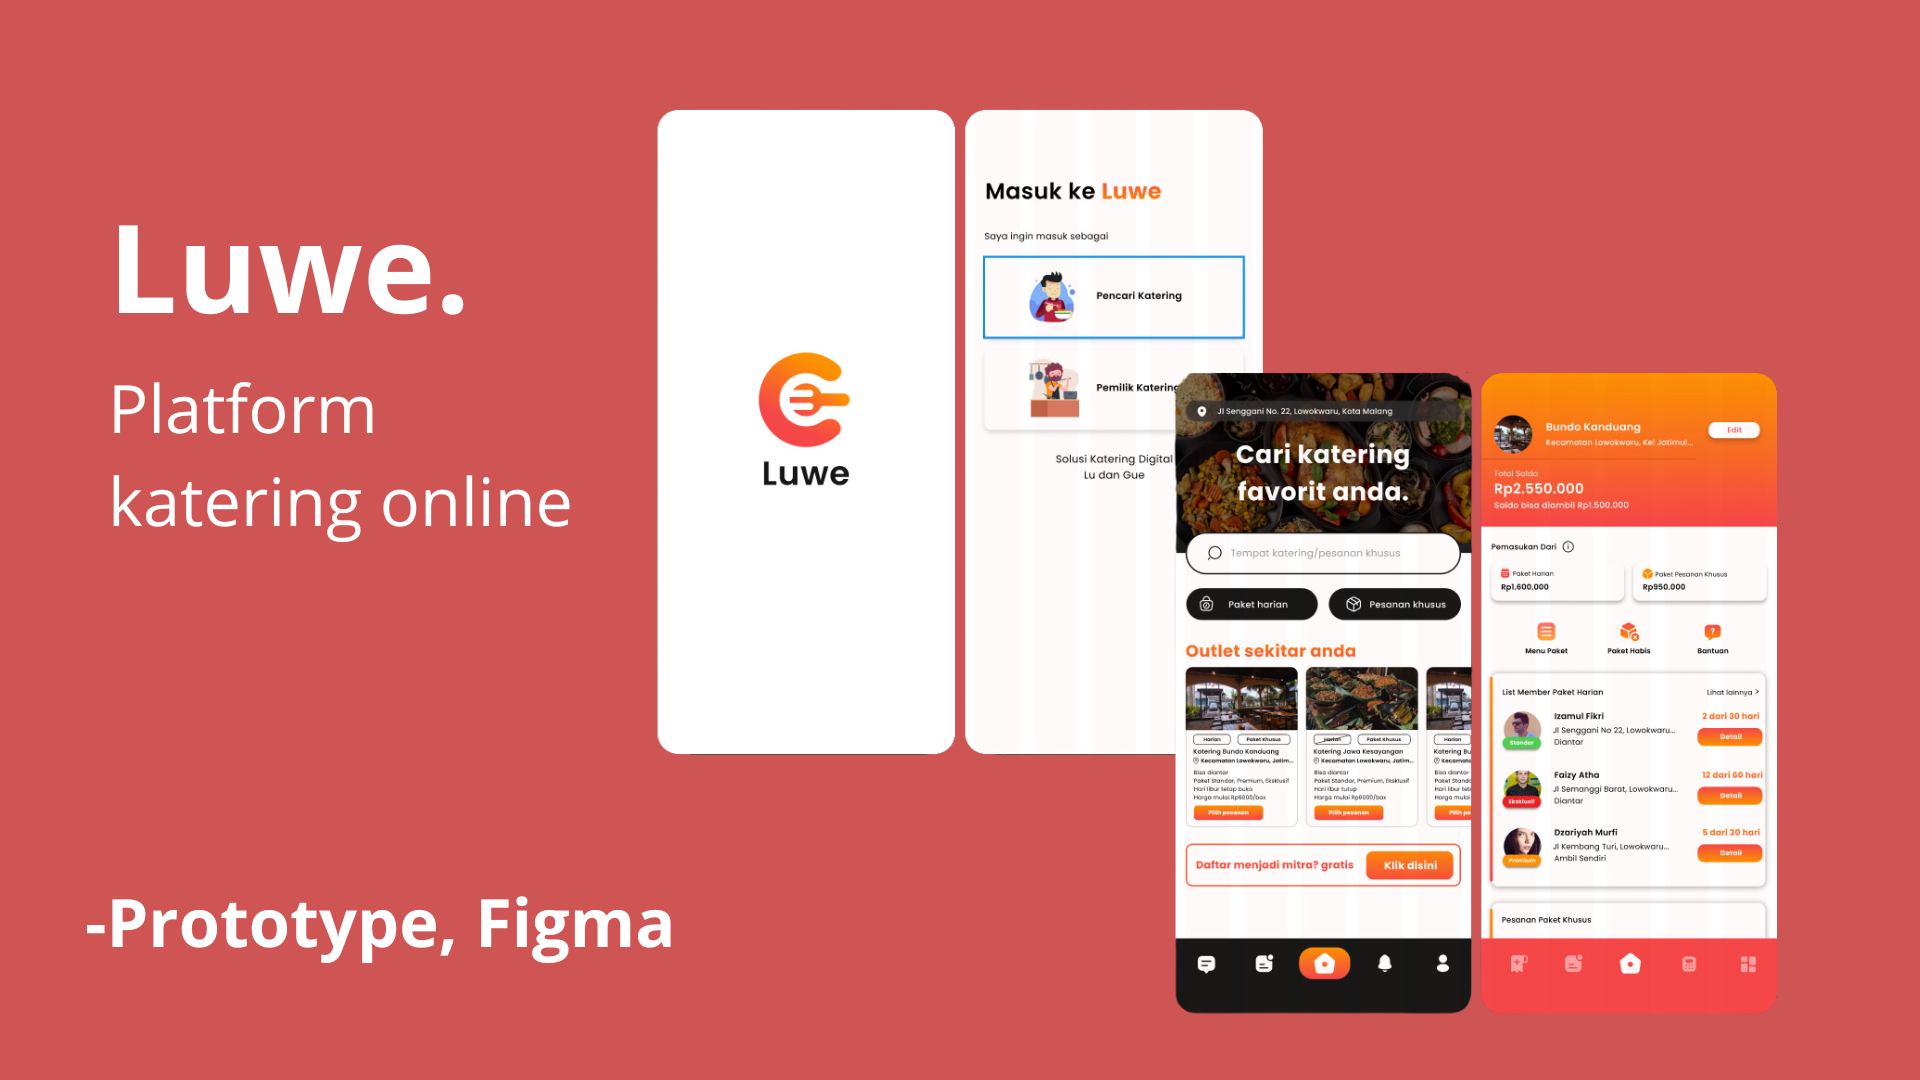 Luwe.
Platform
katering online
-Prototype, Figma
Luwe
Masuk ke Luwe
Saya ingin masuk sebagai
Pencari Katering
Pemilik Katering
Solusi Katering Digital
Lu dan Gue
Jl Senggani No. 22, Lowokwaru, Kota Malang
Cari katering
favorit anda.
Tempat katering/pesanan khusus
Paket harian
Pesanan khusus
Outlet sekitar anda
Harian Paket Khusus
Katering Bundo Kanduang
Kecamatan Lowokwaru, Jatim...
Bisa diantar
Paket Standar, Premium, Eksklusif
Hari libur tetap buka
Harga mulai Rp6000/box
Pilih pesanan
Harian Paket Khusus
Katering Jawa Kesayangan
Kecamatan Lowokwaru, Jatim...
Bisa diantar
Paket Standar, Premium, Eksklusif
Hari libur tutup
Harga mulai Rp8000/box
Pilih pesanan
Harian
Katering Bu
Kecamata
Bisa diantar
Paket Standa
Hari libur tet
Harga mulai
Pilih pe
Daftar menjadi mitra? gratis
Klik disini
Bundo Kanduang
Kecamatan Lowokwaru, Kel Jatimul...
Edit
Total Saldo
Rp2.550.000
Saldo bisa diambil Rp1.500.000
Pemasukan Dari
Paket Harian
Rp1.600.000
Paket Pesanan Khusus
Rp950.000
Menu Paket
Paket Habis
Bantuan
List Member Paket Harian
Lihat lainnya >
Izamul Fikri
Jl Senggani No 22, Lowokwaru...
Diantar
Standar
2 dari 30 hari
Detail
Faizy Atha
Jl Semanggi Barat, Lowokwaru...
Diantar
Eksklusif
12 dari 60 hari
Detail
Dzariyah Murfi
Jl Kembang Turi, Lowokwaru...
Ambil Sendiri
Premium
5 dari 30 hari
Detail
Pesanan Paket Khusus